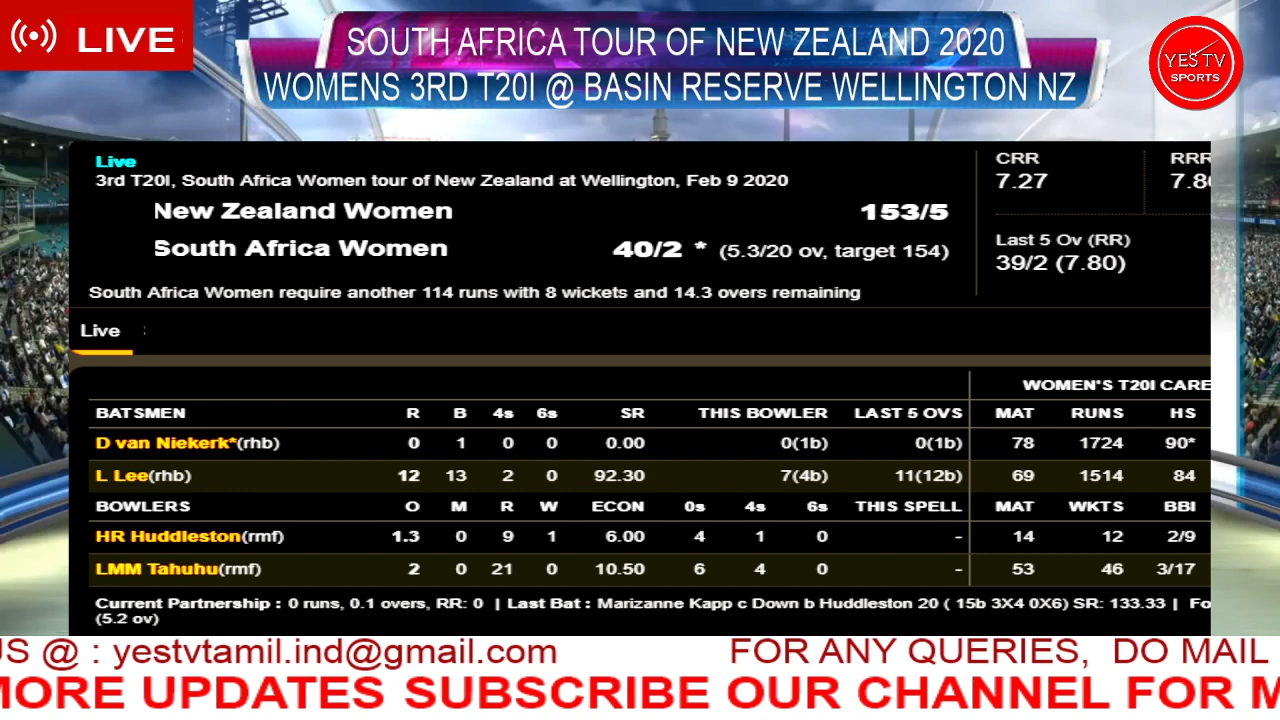 LIVE
SOUTH AFRICA TOUR OF NEW ZEALAND 2020
WOMENS 3RD T20I @ BASIN RESERVE WELLINGTON NZ
YES TV
SPORTS
Live
3rd T20I, South Africa Women tour of New Zealand at Wellington, Feb 9 2020
New Zealand Women 153/5
South Africa Women 40/2 * (5.3/20 ov, target 154)
South Africa Women require another 114 runs with 8 wickets and 14.3 overs remaining
CRR RRR
7.27 7.8
Last 5 Ov (RR)
39/2 (7.80)
Live
WOMEN'S T20I CARE
BATSMEN R B 4s 6s SR THIS BOWLER LAST 5 OVS MAT RUNS HS
D van Niekerk*(rhb) 0 1 0 0 0.00 0(1b) 0(1b) 78 1724 90*
L Lee(rhb) 12 13 2 0 92.30 7(4b) 11(12b) 69 1514 84
BOWLERS O M R W ECON 0s 4s 6s THIS SPELL MAT WKTS BBI
HR Huddleston(rmf) 1.3 0 9 1 6.00 4 1 0 - 14 12 2/9
LMM Tahuhu(rmf) 2 0 21 0 10.50 6 4 0 - 53 46 3/17
Current Partnership : 0 runs, 0.1 overs, RR: 0 | Last Bat : Marizanne Kapp c Down b Huddleston 20 ( 15b 3X4 0X6) SR: 133.33 | Fo
(5.2 ov)
US @ : yestvtamil.ind@gmail.com FOR ANY QUERIES, DO MAIL
MORE UPDATES SUBSCRIBE OUR CHANNEL FOR M